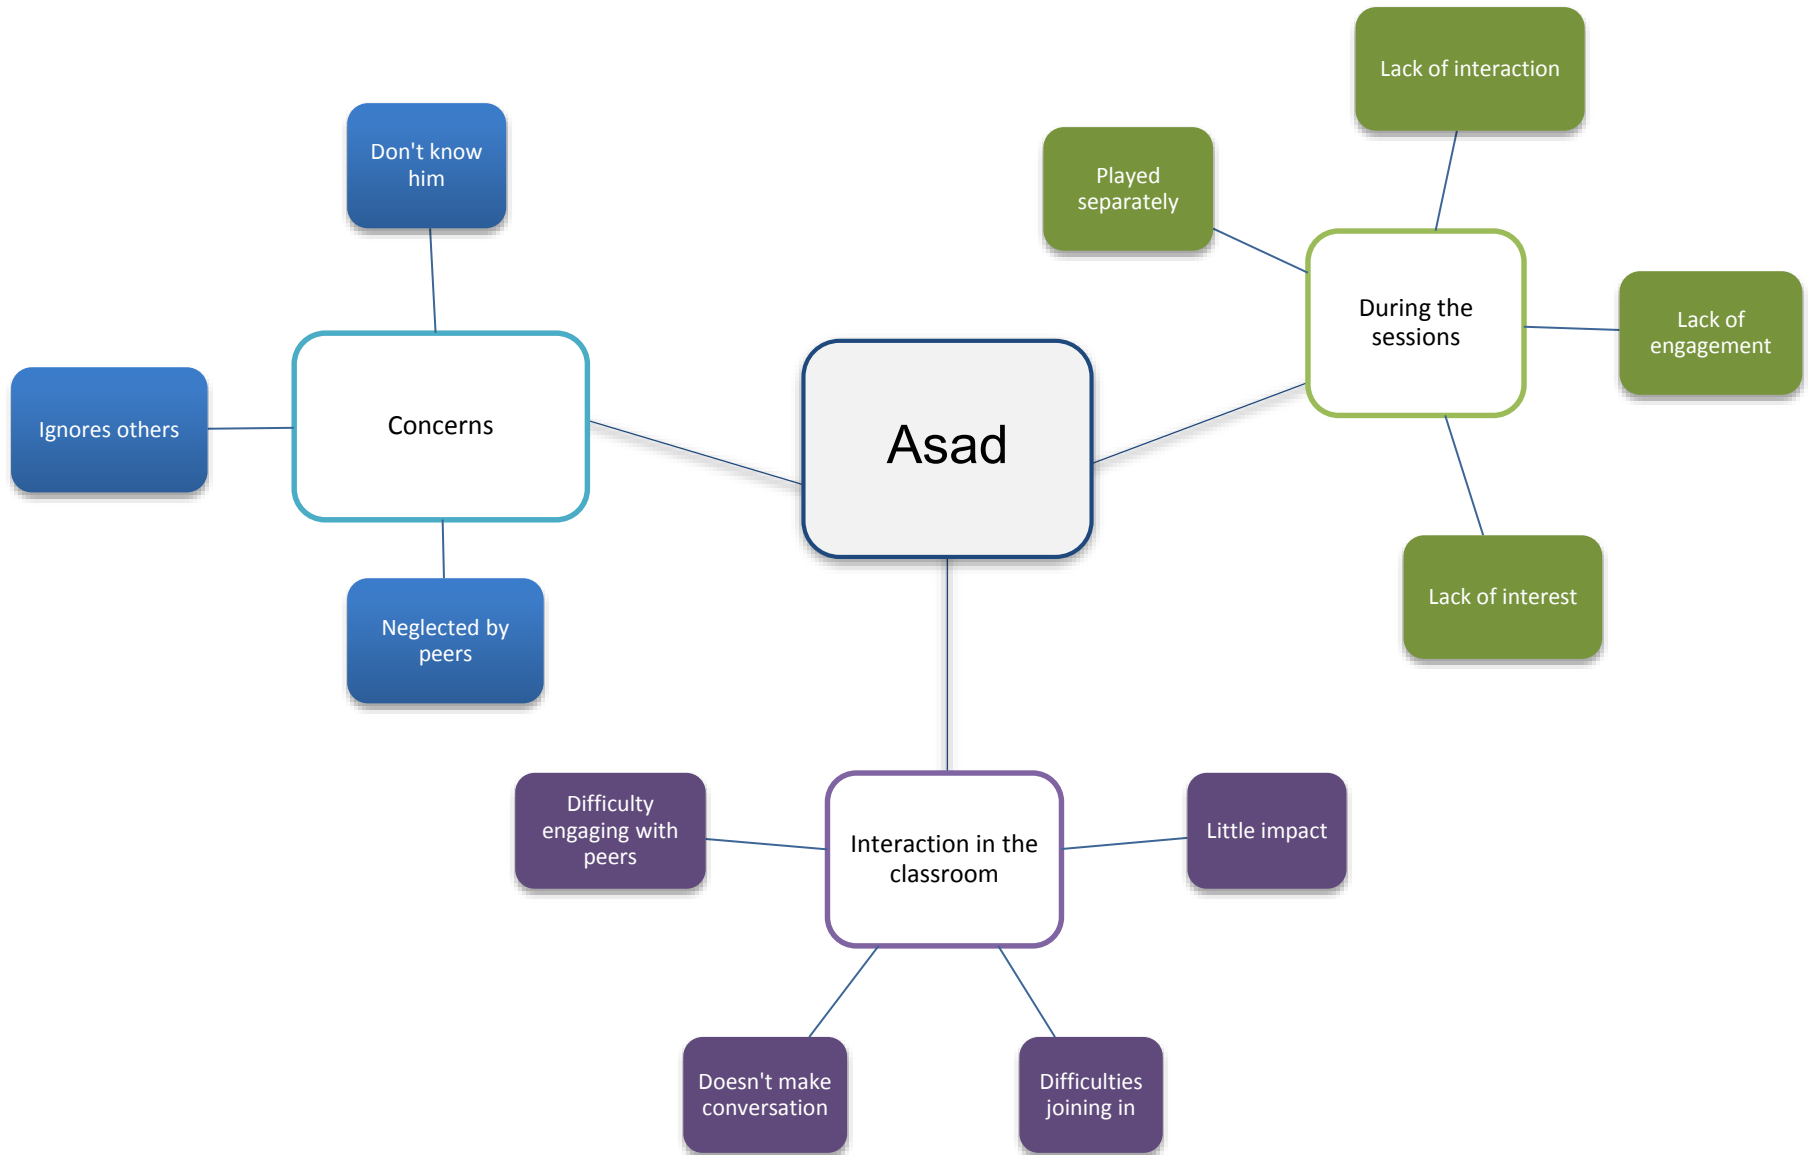 Lack of interaction
Don't know
him
Played
separately
During the
sessions
Lack of
engagement
Ignores others
Concerns
Asad
Lack of interest
Neglected by
peers
Difficulty
engaging with
peers
Interaction in the
classroom
Little impact
Doesn't make
conversation
Difficulties
joining in